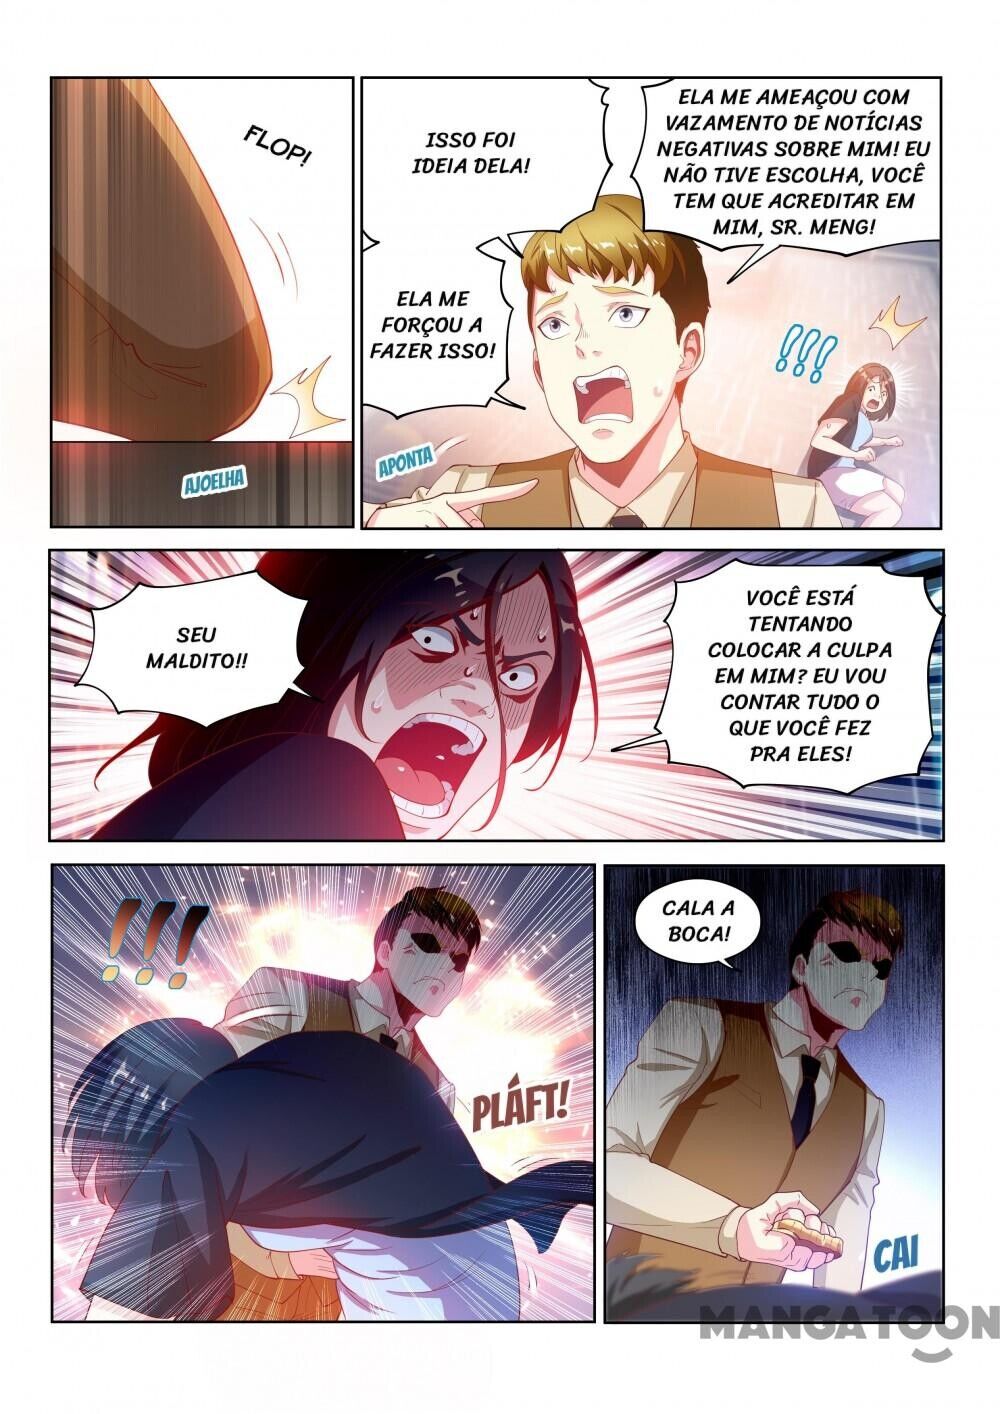 FLOP!
AJOELHA
ISSO FOI
IDEIA DELA!
ELA ME AMEAÇOU COM
VAZAMENTO DE NOTÍCIAS
NEGATIVAS SOBRE MIM! EU
NÃO TIVE ESCOLHA, VOCÊ
TEM QUE ACREDITAR EM
MIM, SR. MENG!
ELA ME
FORÇOU A
FAZER ISSO!
!!!
APONTA
SEU
MALDITO!!
VOCÊ ESTÁ
TENTANDO
COLOCAR A CULPA
EM MIM? EU VOU
CONTAR TUDO O
QUE VOCÊ FEZ
PRA ELES!
!!!
PLÁFT!
CALA A
BOCA!
CAI
MANGATOON